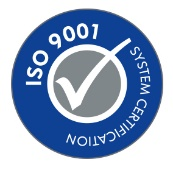 ISO 9001
SYSTEM CERTIFICATION